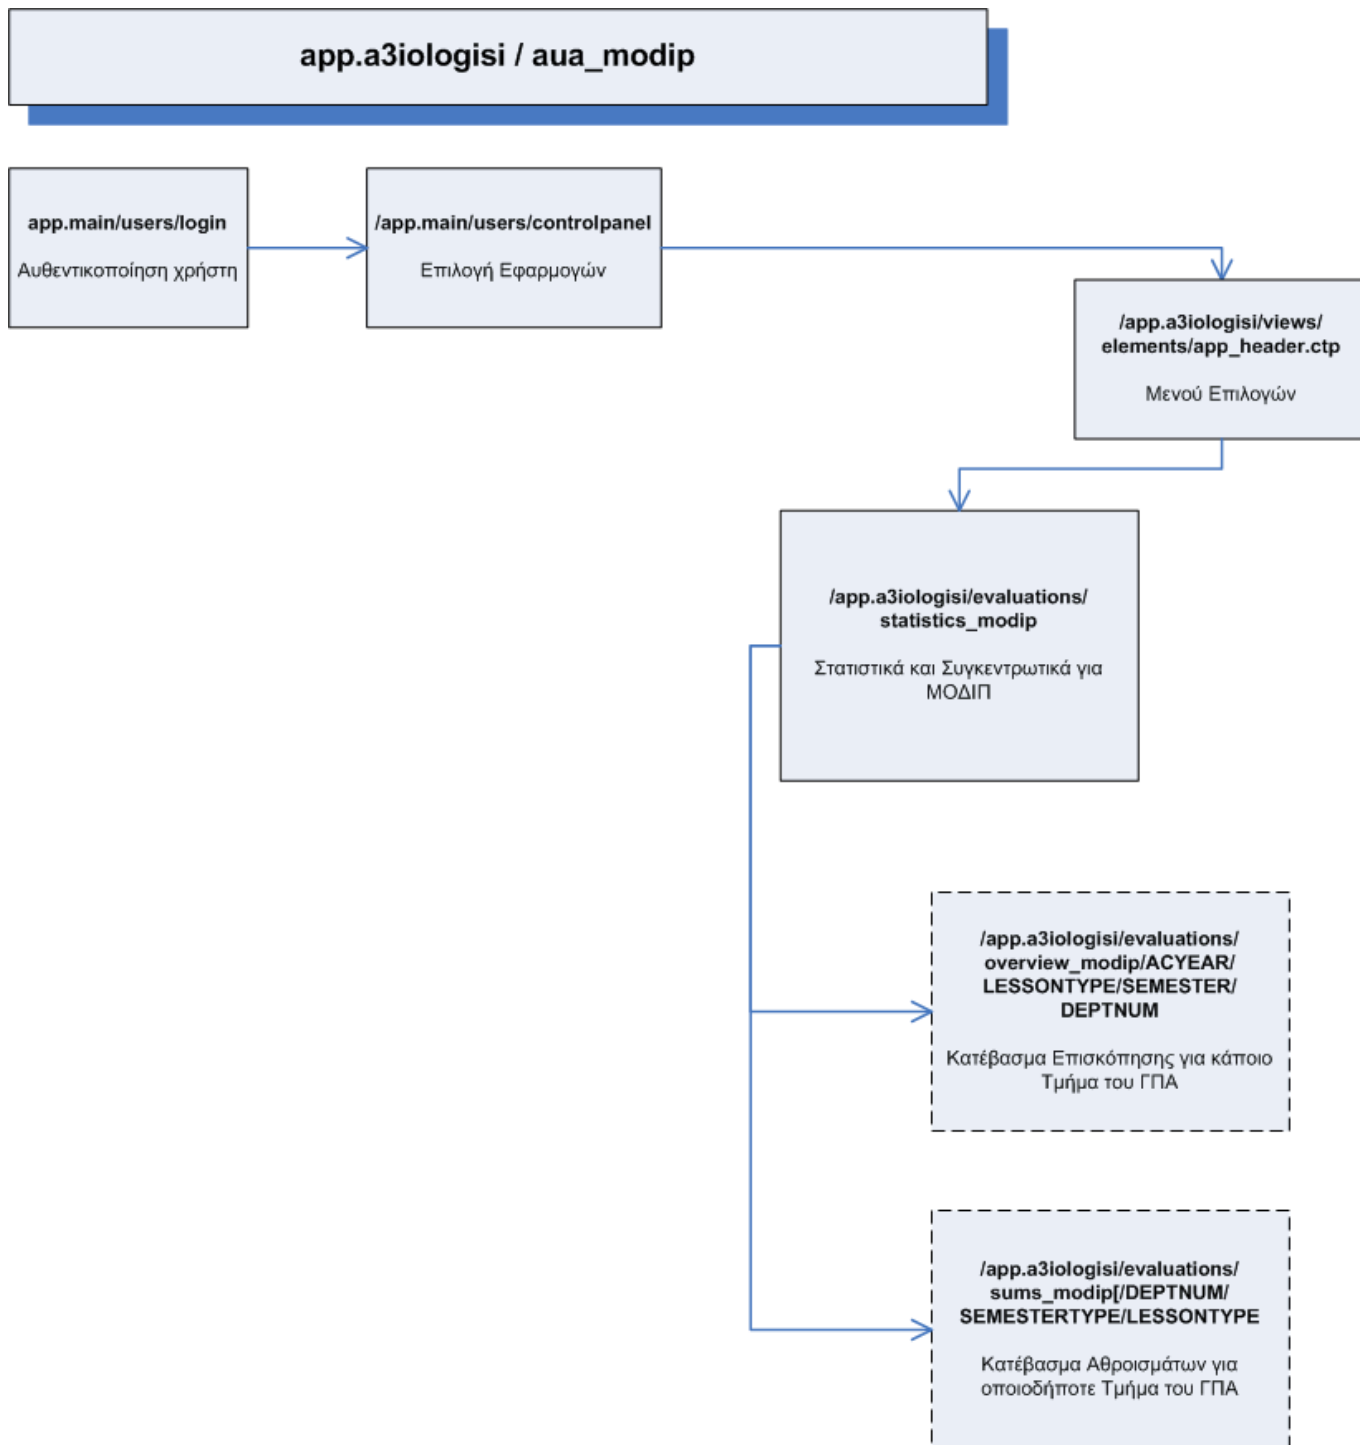 app.a3iologisi / aua_modip
app.main/users/login
Αυθεντικοποίηση χρήστη
/app.main/users/controlpanel
Επιλογή Εφαρμογών
/app.a3iologisi/views/
elements/app_header.ctp
Μενού Επιλογών
/app.a3iologisi/evaluations/
statistics_modip
Στατιστικά και Συγκεντρωτικά για
ΜΟΔΙΠ
/app.a3iologisi/evaluations/
overview_modip/ACYEAR/
LESSONTYPE/SEMESTER/
DEPTNUM
Κατέβασμα Επισκόπησης για κάποιο
Τμήμα του ΓΠΑ
/app.a3iologisi/evaluations/
sums_modip[/DEPTNUM/
SEMESTERTYPE/LESSONTYPE
Κατέβασμα Αθροισμάτων για
οποιοδήποτε Τμήμα του ΓΠΑ